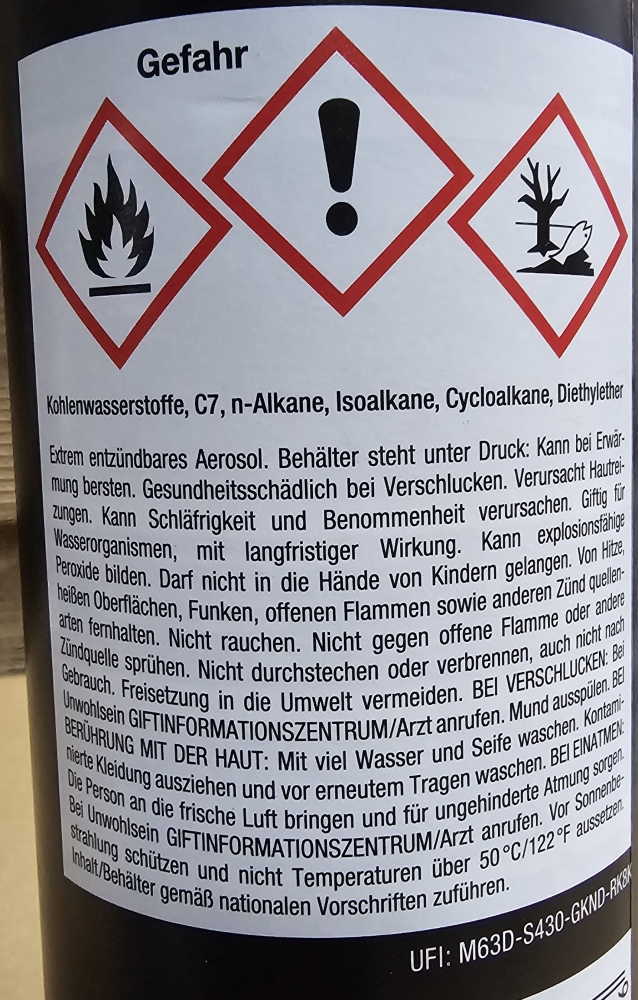 Gefahr
Kohlenwasserstoffe, C7, n-Alkane, Isoalkane, Cycloalkane, Diethylether
Extrem entzündbares Aerosol. Behälter steht unter Druck: Kann bei Erwär-
mung bersten. Gesundheitsschädlich bei Verschlucken. Verursacht Hautrei-
zungen. Kann Schläfrigkeit und Benommenheit verursachen. Giftig für
Wasserorganismen, mit langfristiger Wirkung. Kann explosionsfähige
Peroxide bilden. Darf nicht in die Hände von Kindern gelangen. Von Hitze,
heißen Oberflächen, Funken, offenen Flammen sowie anderen Zünd quellen-
arten fernhalten. Nicht rauchen. Nicht gegen offene Flamme oder andere
Zündquelle sprühen. Nicht durchstechen oder verbrennen, auch nicht nach
Gebrauch. Freisetzung in die Umwelt vermeiden. BEI VERSCHLUCKEN: Bei
Unwohlsein GIFTINFORMATIONSZENTRUM/Arzt anrufen. Mund ausspülen. BEI
BERÜHRUNG MIT DER HAUT: Mit viel Wasser und Seife waschen. Kontami-
nierte Kleidung ausziehen und vor erneutem Tragen waschen. BEI EINATMEN:
Die Person an die frische Luft bringen und für ungehinderte Atmung sorgen.
Bei Unwohlsein GIFTINFORMATIONSZENTRUM/Arzt anrufen. Vor Sonnenbe-
strahlung schützen und nicht Temperaturen über 50°C/122°F aussetzen.
Inhalt/Behälter gemäß nationalen Vorschriften zuführen.
UFI: M63D-S430-GKND-RK8K